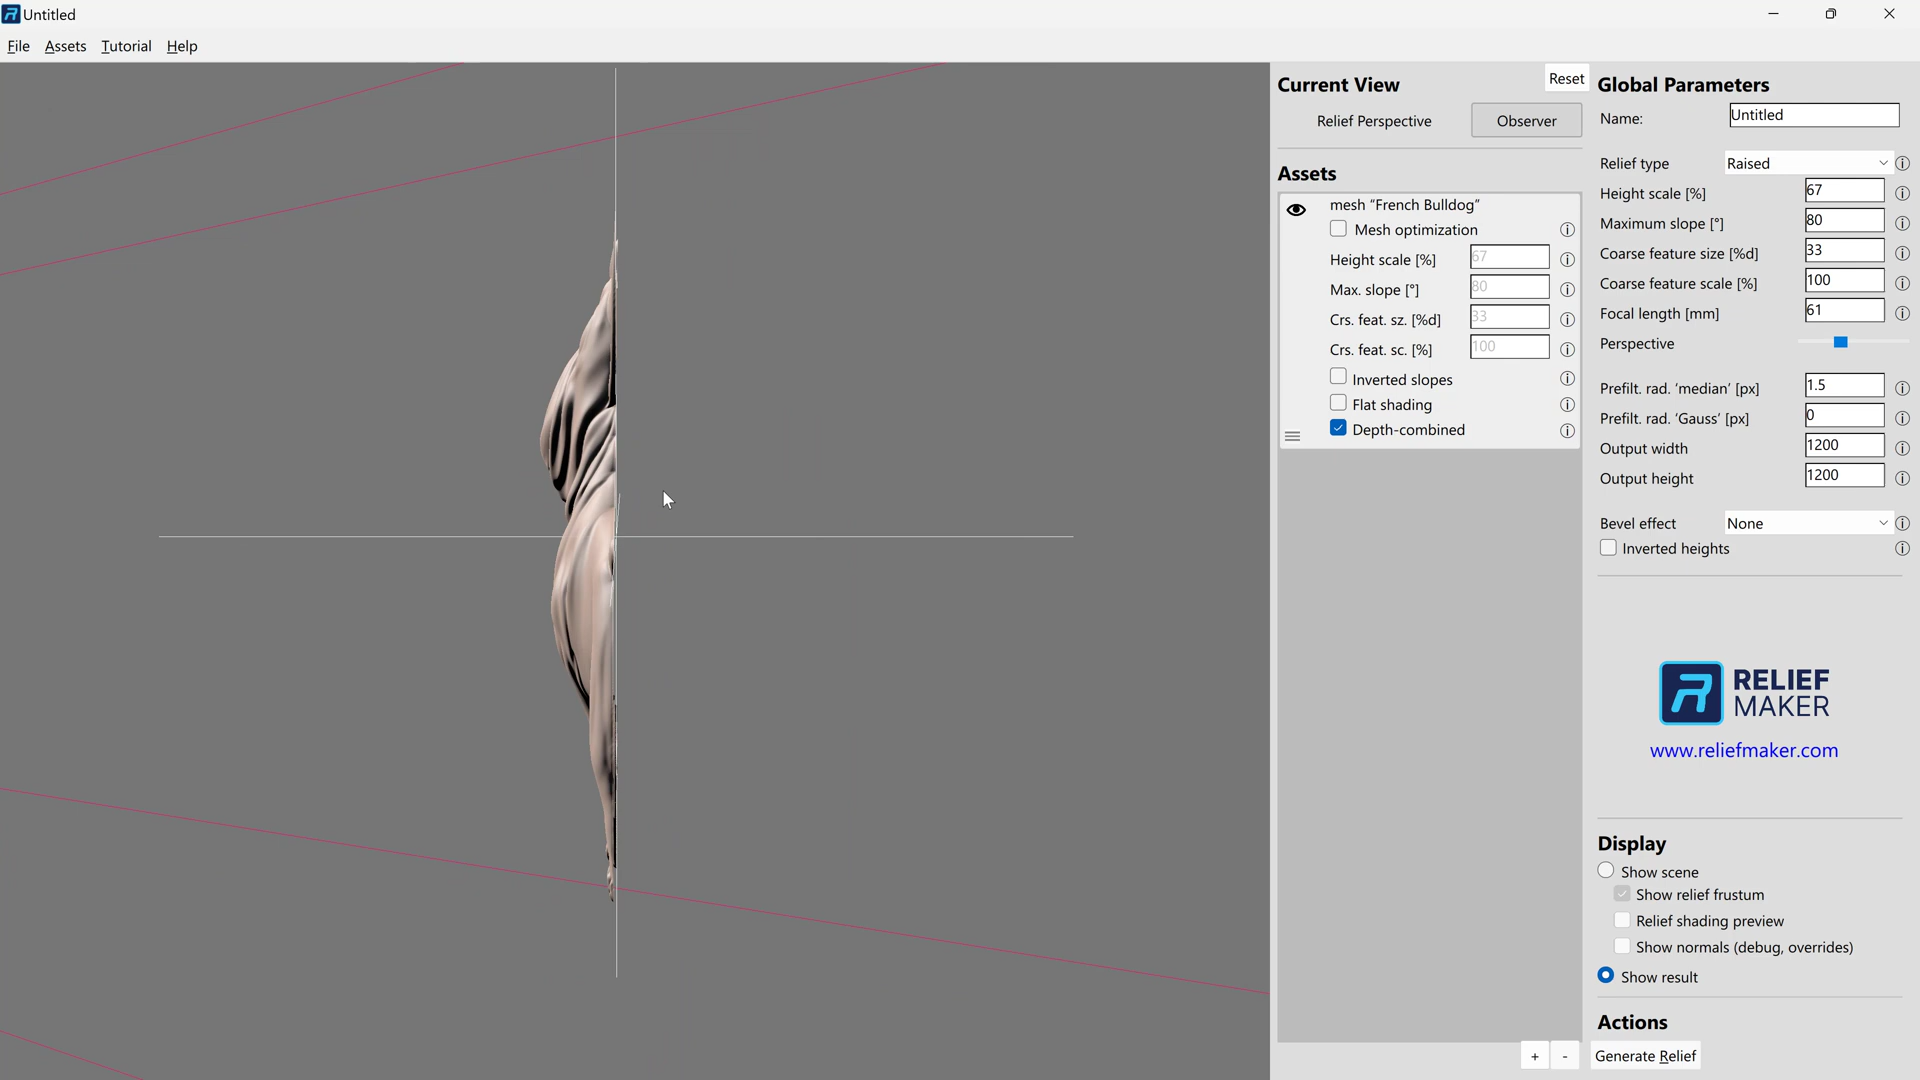 Untitled
File Assets Tutorial Help
Current View
Reset
Relief Perspective
Observer
Assets
mesh “French Bulldog”
Mesh optimization
Height scale [%] 67
Max. slope [°] 80
Crs. feat. sz. [%d] 33
Crs. feat. sc. [%] 100
Inverted slopes
Flat shading
Depth-combined
+ -
Global Parameters
Name: Untitled
Relief type Raised
Height scale [%] 67
Maximum slope [°] 80
Coarse feature size [%d] 33
Coarse feature scale [%] 100
Focal length [mm] 61
Perspective
Prefilt. rad. ‘median’ [px] 1.5
Prefilt. rad. ‘Gauss’ [px] 0
Output width 1200
Output height 1200
Bevel effect None
Inverted heights
RELIEF
MAKER
www.reliefmaker.com
Display
Show scene
Show relief frustum
Relief shading preview
Show normals (debug, overrides)
Show result
Actions
Generate Relief